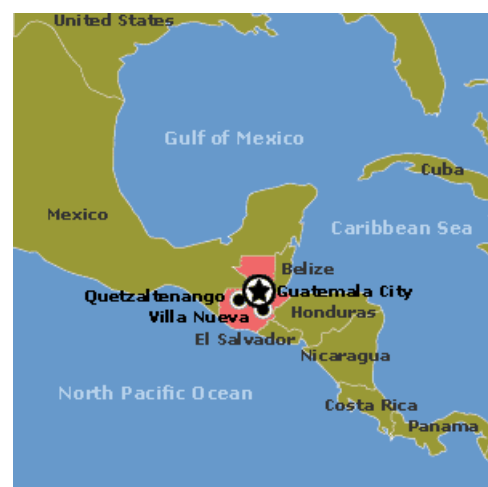 United States
Gulf of Mexico
Cuba
Mexico
Caribbean Sea
Belize
Quetzaltenango
Guatemala City
Villa Nueva
Honduras
El Salvador
Nicaragua
North Pacific Ocean
Costa Rica
Panama